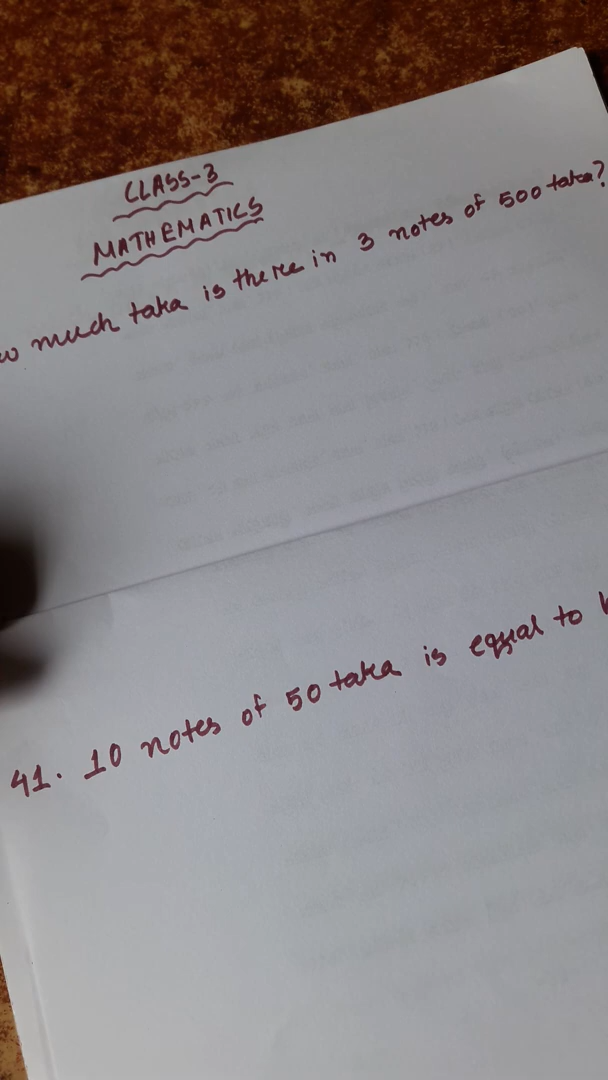 CLASS-3
MATHEMATICS
w much taka is there in 3 notes of 500 taka?
41. 10 notes of 50 taka is equal to